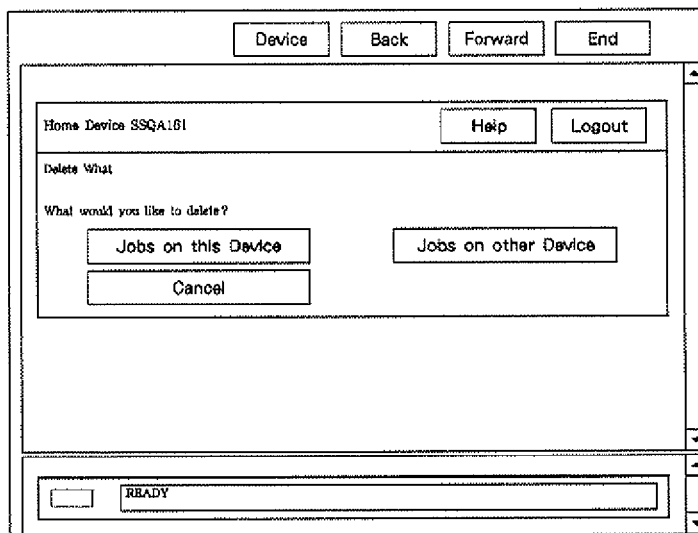 Device Back Forward End
Home Device SSQA161 Help Logout
Delete What
What would you like to delete?
Jobs on this Device Jobs on other Device
Cancel
READY